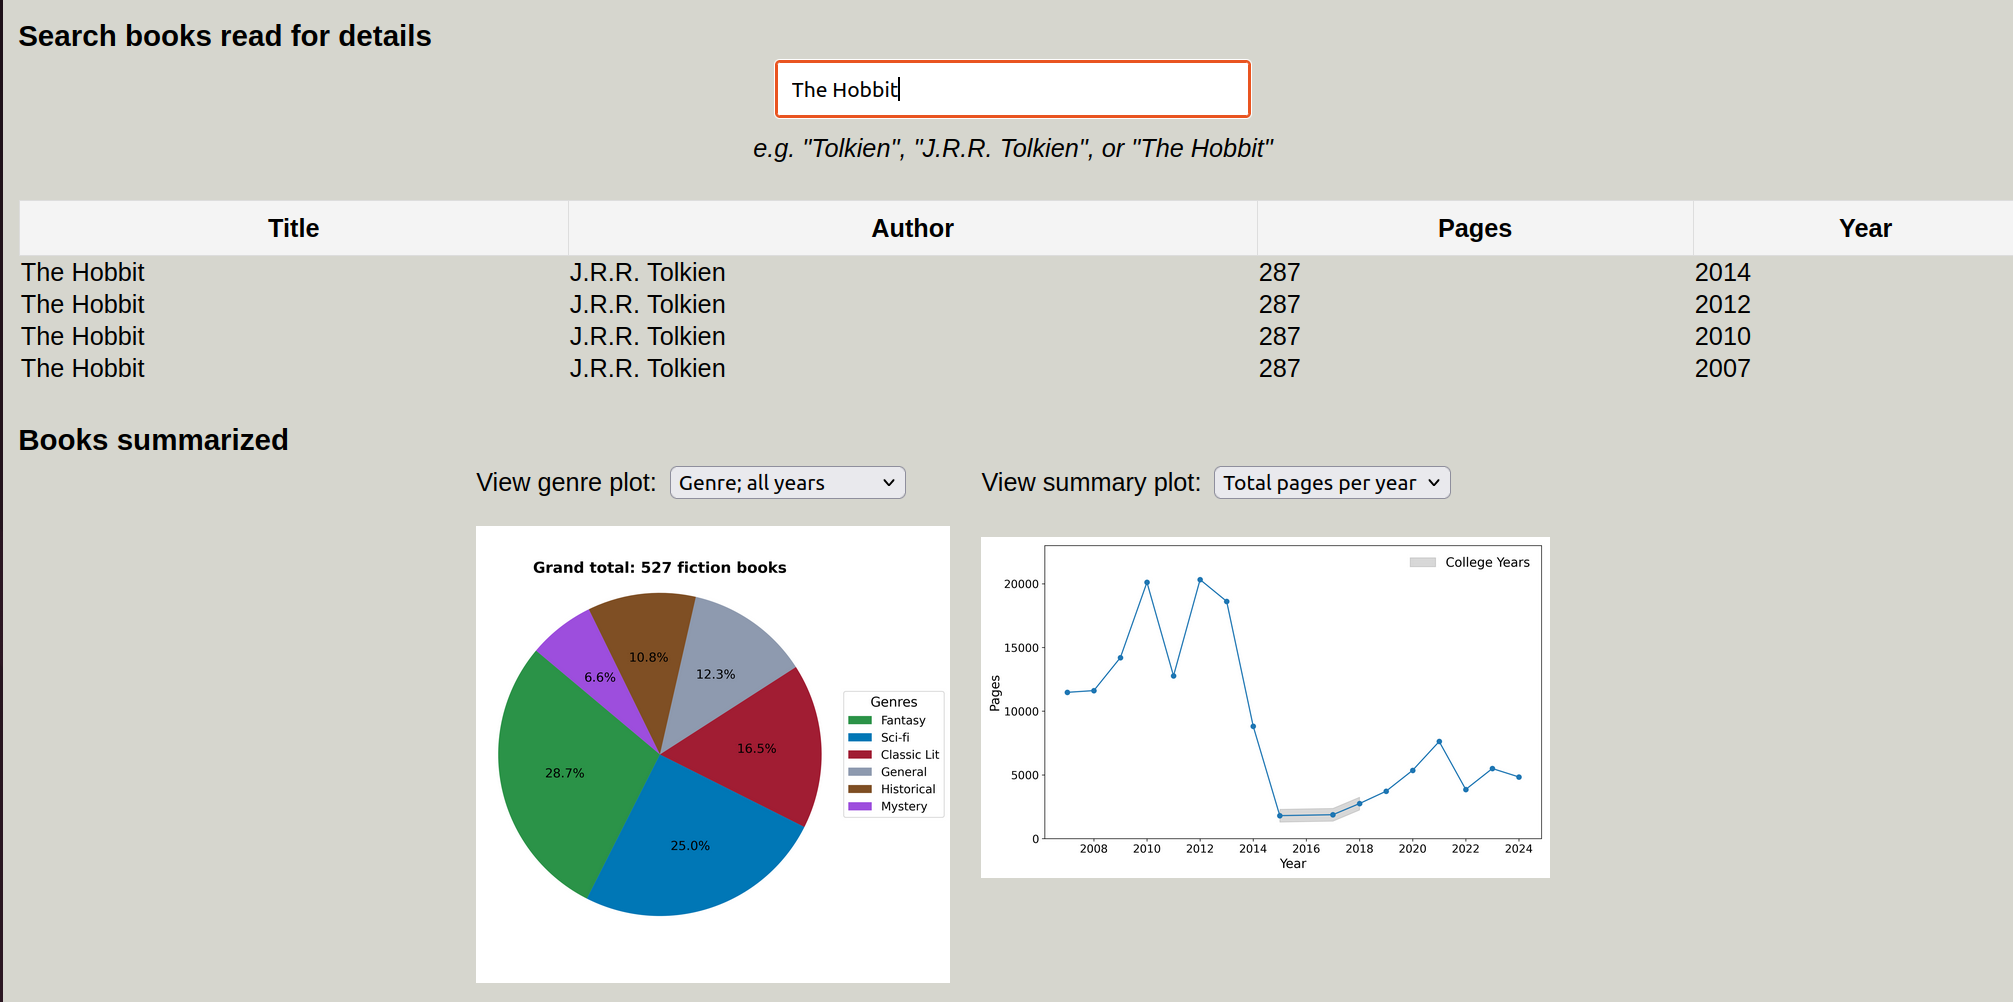 Search books read for details
The Hobbit
e.g. "Tolkien", "J.R.R. Tolkien", or "The Hobbit"
Title Author Pages Year
The Hobbit J.R.R. Tolkien 287 2014
The Hobbit J.R.R. Tolkien 287 2012
The Hobbit J.R.R. Tolkien 287 2010
The Hobbit J.R.R. Tolkien 287 2007
Books summarized
View genre plot: Genre; all years
View summary plot: Total pages per year
Grand total: 527 fiction books
10.8%
12.3%
6.6%
16.5%
28.7%
25.0%
Genres
Fantasy
Sci-fi
Classic Lit
General
Historical
Mystery
College Years
20000
15000
10000
5000
0
Pages
2008 2010 2012 2014 2016 2018 2020 2022 2024
Year